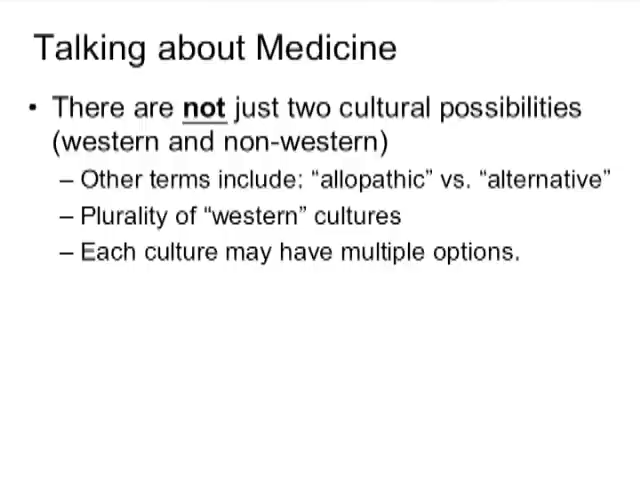 Talking about Medicine
• There are not just two cultural possibilities
(western and non-western)
– Other terms include: “allopathic” vs. “alternative”
– Plurality of “western” cultures
– Each culture may have multiple options.